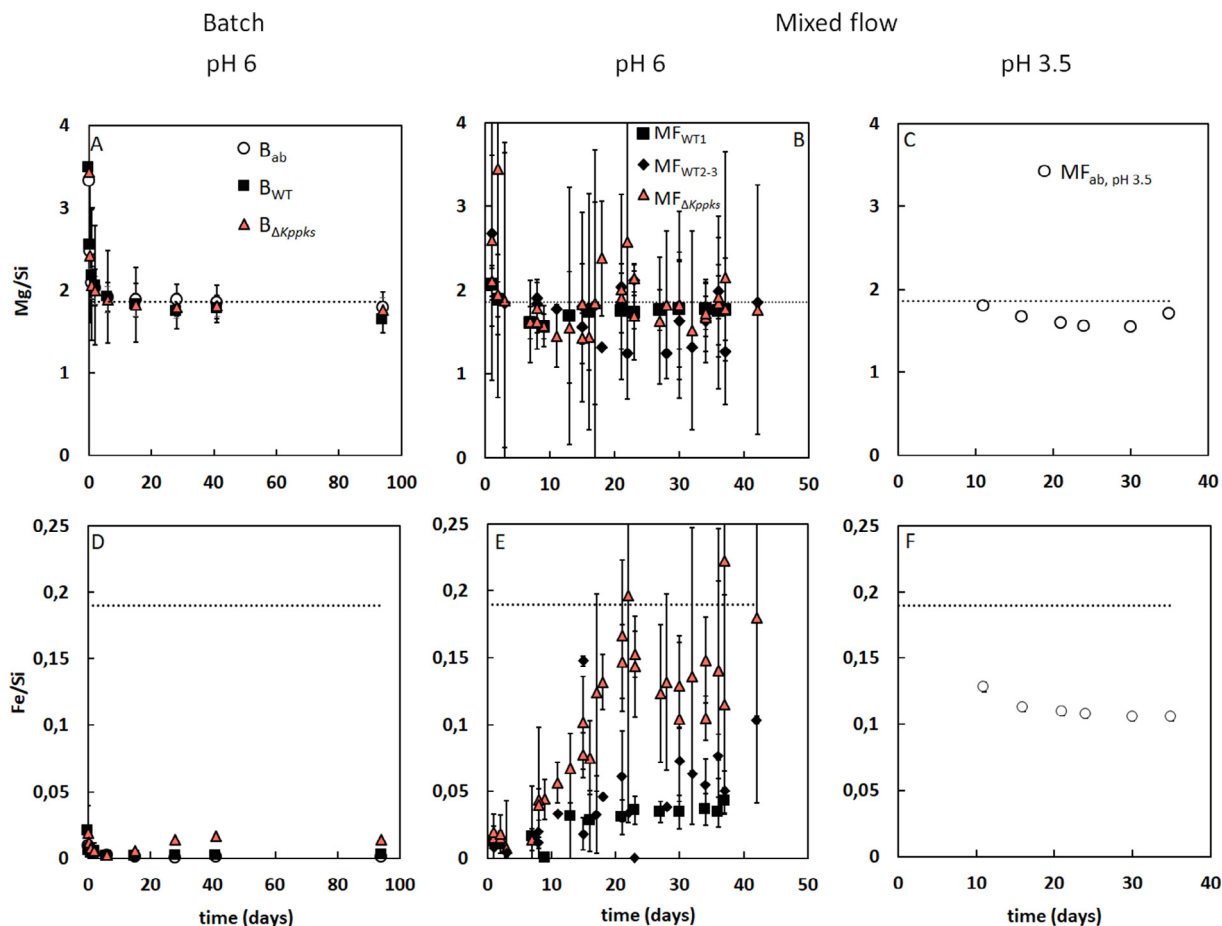 Batch
Mixed flow
pH 6
pH 6
pH 3.5
A
B_ab
B_WT
B_ΔKppks
Mg/Si
4
3
2
1
0
0 20 40 60 80 100
B
MF_WT1
MF_WT2-3
MF_ΔKppks
4
3
2
1
0
0 10 20 30 40 50
C
MF_ab, pH 3.5
4
3
2
1
0
0 10 20 30 40
D
Fe/Si
0,25
0,2
0,15
0,1
0,05
0
0 20 40 60 80 100
time (days)
E
0,25
0,2
0,15
0,1
0,05
0
0 10 20 30 40 50
time (days)
F
0,25
0,2
0,15
0,1
0,05
0
0 10 20 30 40
time (days)